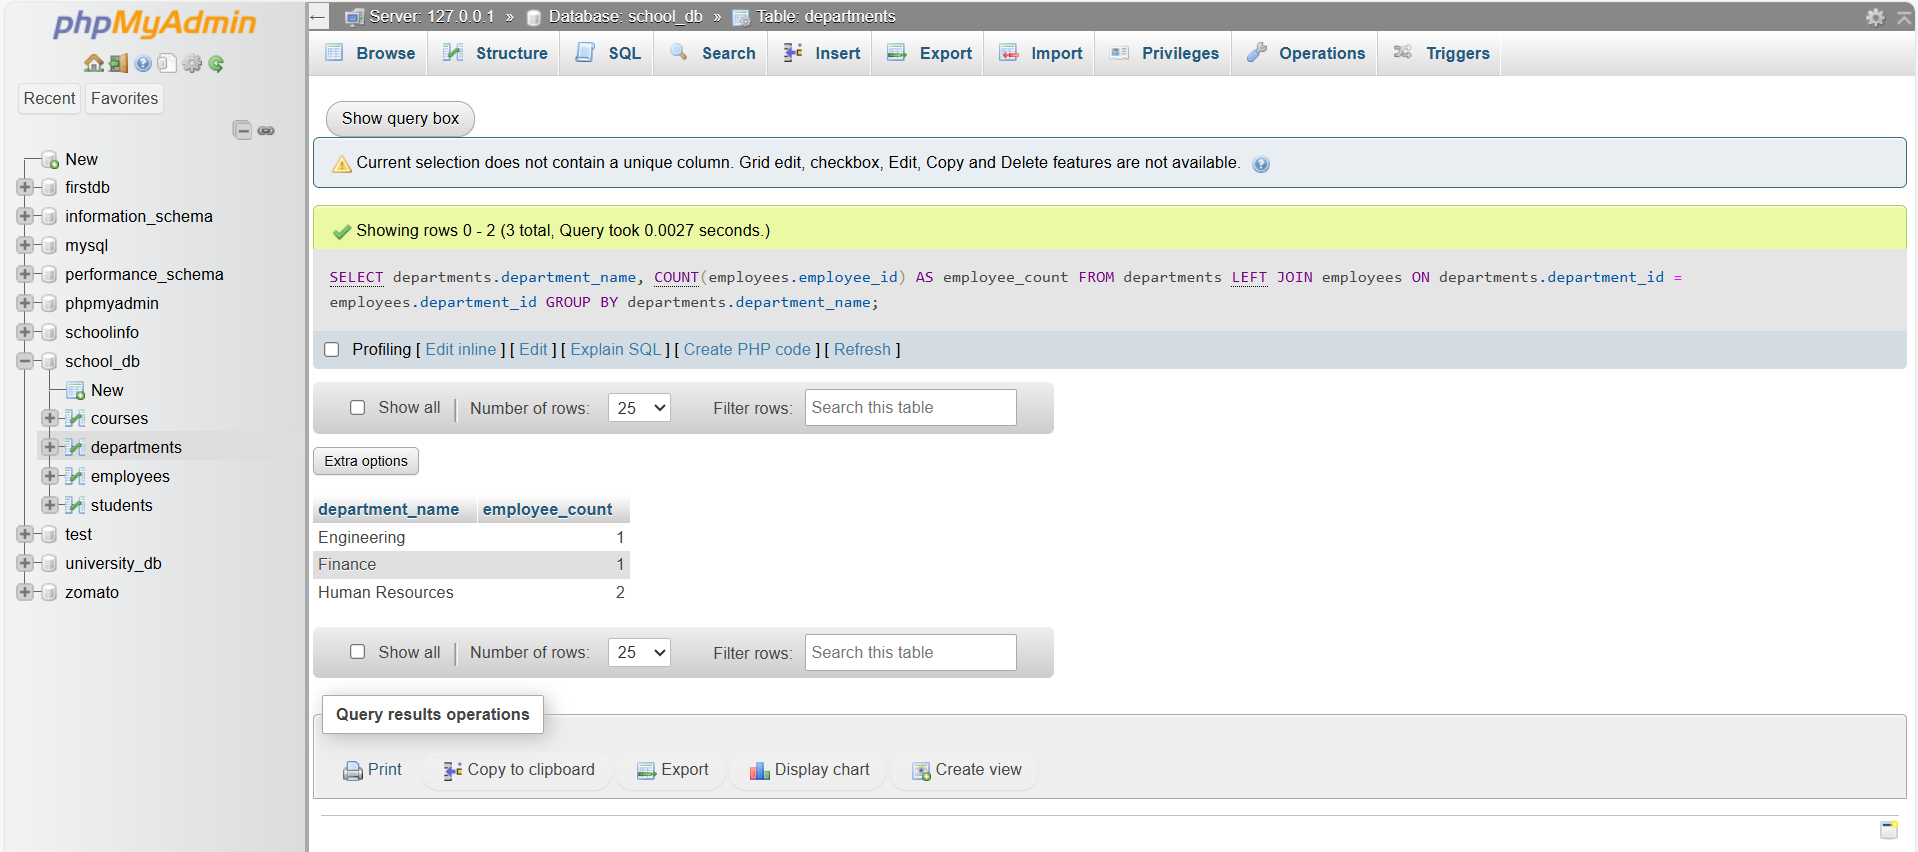 phpMyAdmin
Recent Favorites
New
firstdb
information_schema
mysql
performance_schema
phpmyadmin
schoolinfo
school_db
New
courses
departments
employees
students
test
university_db
zomato
← Server: 127.0.0.1 » Database: school_db » Table: departments
Browse Structure SQL Search Insert Export Import Privileges Operations Triggers
Show query box
Current selection does not contain a unique column. Grid edit, checkbox, Edit, Copy and Delete features are not available.
Showing rows 0 - 2 (3 total, Query took 0.0027 seconds.)
SELECT departments.department_name, COUNT(employees.employee_id) AS employee_count FROM departments LEFT JOIN employees ON departments.department_id =
employees.department_id GROUP BY departments.department_name;
Profiling [ Edit inline ] [ Edit ] [ Explain SQL ] [ Create PHP code ] [ Refresh ]
Show all | Number of rows: 25 Filter rows: Search this table
Extra options
department_name employee_count
Engineering 1
Finance 1
Human Resources 2
Show all | Number of rows: 25 Filter rows: Search this table
Query results operations
Print Copy to clipboard Export Display chart Create view